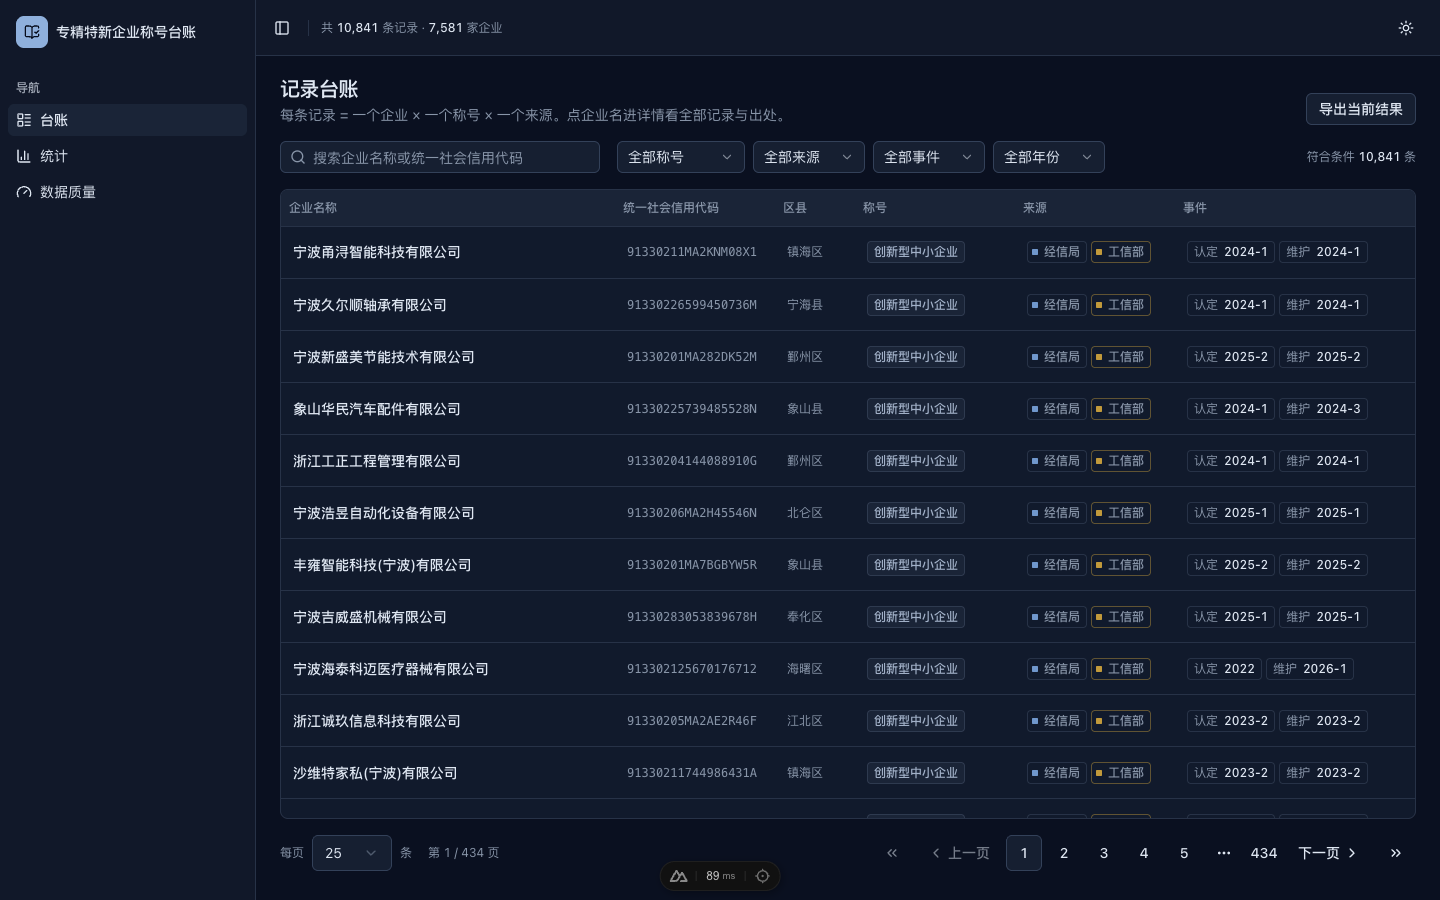 专精特新企业称号台账
导航
台账
统计
数据质量
共 10,841 条记录 · 7,581 家企业
记录台账
每条记录 = 一个企业 × 一个称号 × 一个来源。点企业名进详情看全部记录与出处。
导出当前结果
搜索企业名称或统一社会信用代码 全部称号 全部来源 全部事件 全部年份 符合条件 10,841 条
企业名称 统一社会信用代码 区县 称号 来源 事件
宁波甬浔智能科技有限公司 91330211MA2KNM08X1 镇海区 创新型中小企业 经信局 工信部 认定 2024-1 维护 2024-1
宁波久尔顺轴承有限公司 91330226599450736M 宁海县 创新型中小企业 经信局 工信部 认定 2024-1 维护 2024-1
宁波新盛美节能技术有限公司 91330201MA282DK52M 鄞州区 创新型中小企业 经信局 工信部 认定 2025-2 维护 2025-2
象山华民汽车配件有限公司 91330225739485528N 象山县 创新型中小企业 经信局 工信部 认定 2024-1 维护 2024-3
浙江工正工程管理有限公司 91330204144088910G 鄞州区 创新型中小企业 经信局 工信部 认定 2024-1 维护 2024-1
宁波浩昱自动化设备有限公司 91330206MA2H45546N 北仑区 创新型中小企业 经信局 工信部 认定 2025-1 维护 2025-1
丰雍智能科技(宁波)有限公司 91330201MA7BGBYW5R 象山县 创新型中小企业 经信局 工信部 认定 2025-2 维护 2025-2
宁波吉威盛机械有限公司 91330283053839678H 奉化区 创新型中小企业 经信局 工信部 认定 2025-1 维护 2025-1
宁波海泰科迈医疗器械有限公司 913302125670176712 海曙区 创新型中小企业 经信局 工信部 认定 2022 维护 2026-1
浙江诚玖信息科技有限公司 91330205MA2AE2R46F 江北区 创新型中小企业 经信局 工信部 认定 2023-2 维护 2023-2
沙维特家私(宁波)有限公司 91330211744986431A 镇海区 创新型中小企业 经信局 工信部 认定 2023-2 维护 2023-2
每页 25 条 第 1 / 434 页 « ‹ 上一页 1 2 3 4 5 ··· 434 下一页 › »
89 ms